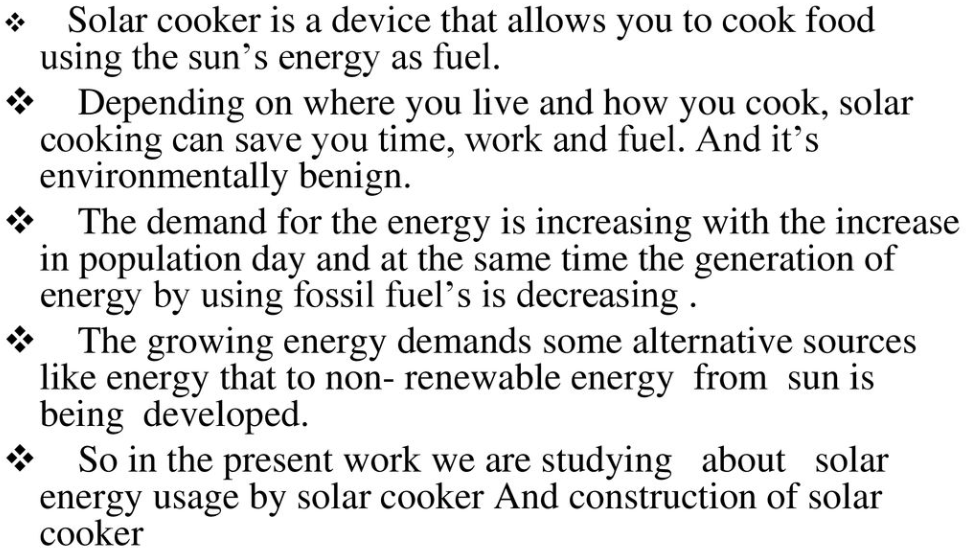 ❖ Solar cooker is a device that allows you to cook food
using the sun’s energy as fuel.
❖ Depending on where you live and how you cook, solar
cooking can save you time, work and fuel. And it’s
environmentally benign.
❖ The demand for the energy is increasing with the increase
in population day and at the same time the generation of
energy by using fossil fuel’s is decreasing .
❖ The growing energy demands some alternative sources
like energy that to non- renewable energy from sun is
being developed.
❖ So in the present work we are studying about solar
energy usage by solar cooker And construction of solar
cooker